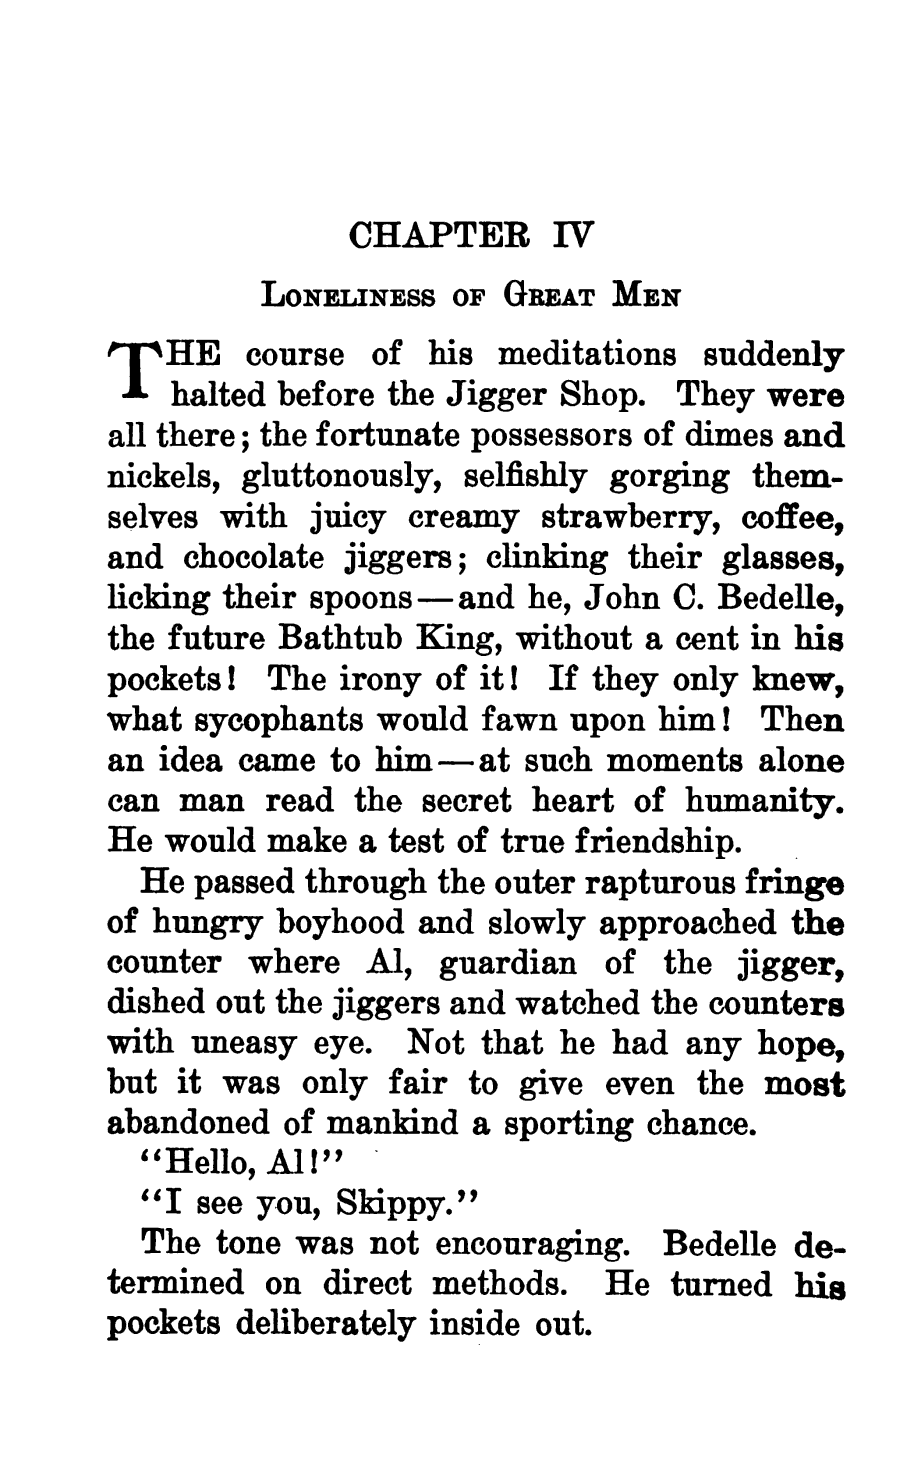 CHAPTER IV
LONELINESS OF GREAT MEN
THE course of his meditations suddenly
halted before the Jigger Shop. They were
all there; the fortunate possessors of dimes and
nickels, gluttonously, selfishly gorging them-
selves with juicy creamy strawberry, coffee,
and chocolate jiggers; clinking their glasses,
licking their spoons—and he, John C. Bedelle,
the future Bathtub King, without a cent in his
pockets! The irony of it! If they only knew,
what sycophants would fawn upon him! Then
an idea came to him—at such moments alone
can man read the secret heart of humanity.
He would make a test of true friendship.
He passed through the outer rapturous fringe
of hungry boyhood and slowly approached the
counter where Al, guardian of the jigger,
dished out the jiggers and watched the counters
with uneasy eye. Not that he had any hope,
but it was only fair to give even the most
abandoned of mankind a sporting chance.
"Hello, Al!"
"I see you, Skippy."
The tone was not encouraging. Bedelle de-
termined on direct methods. He turned his
pockets deliberately inside out.